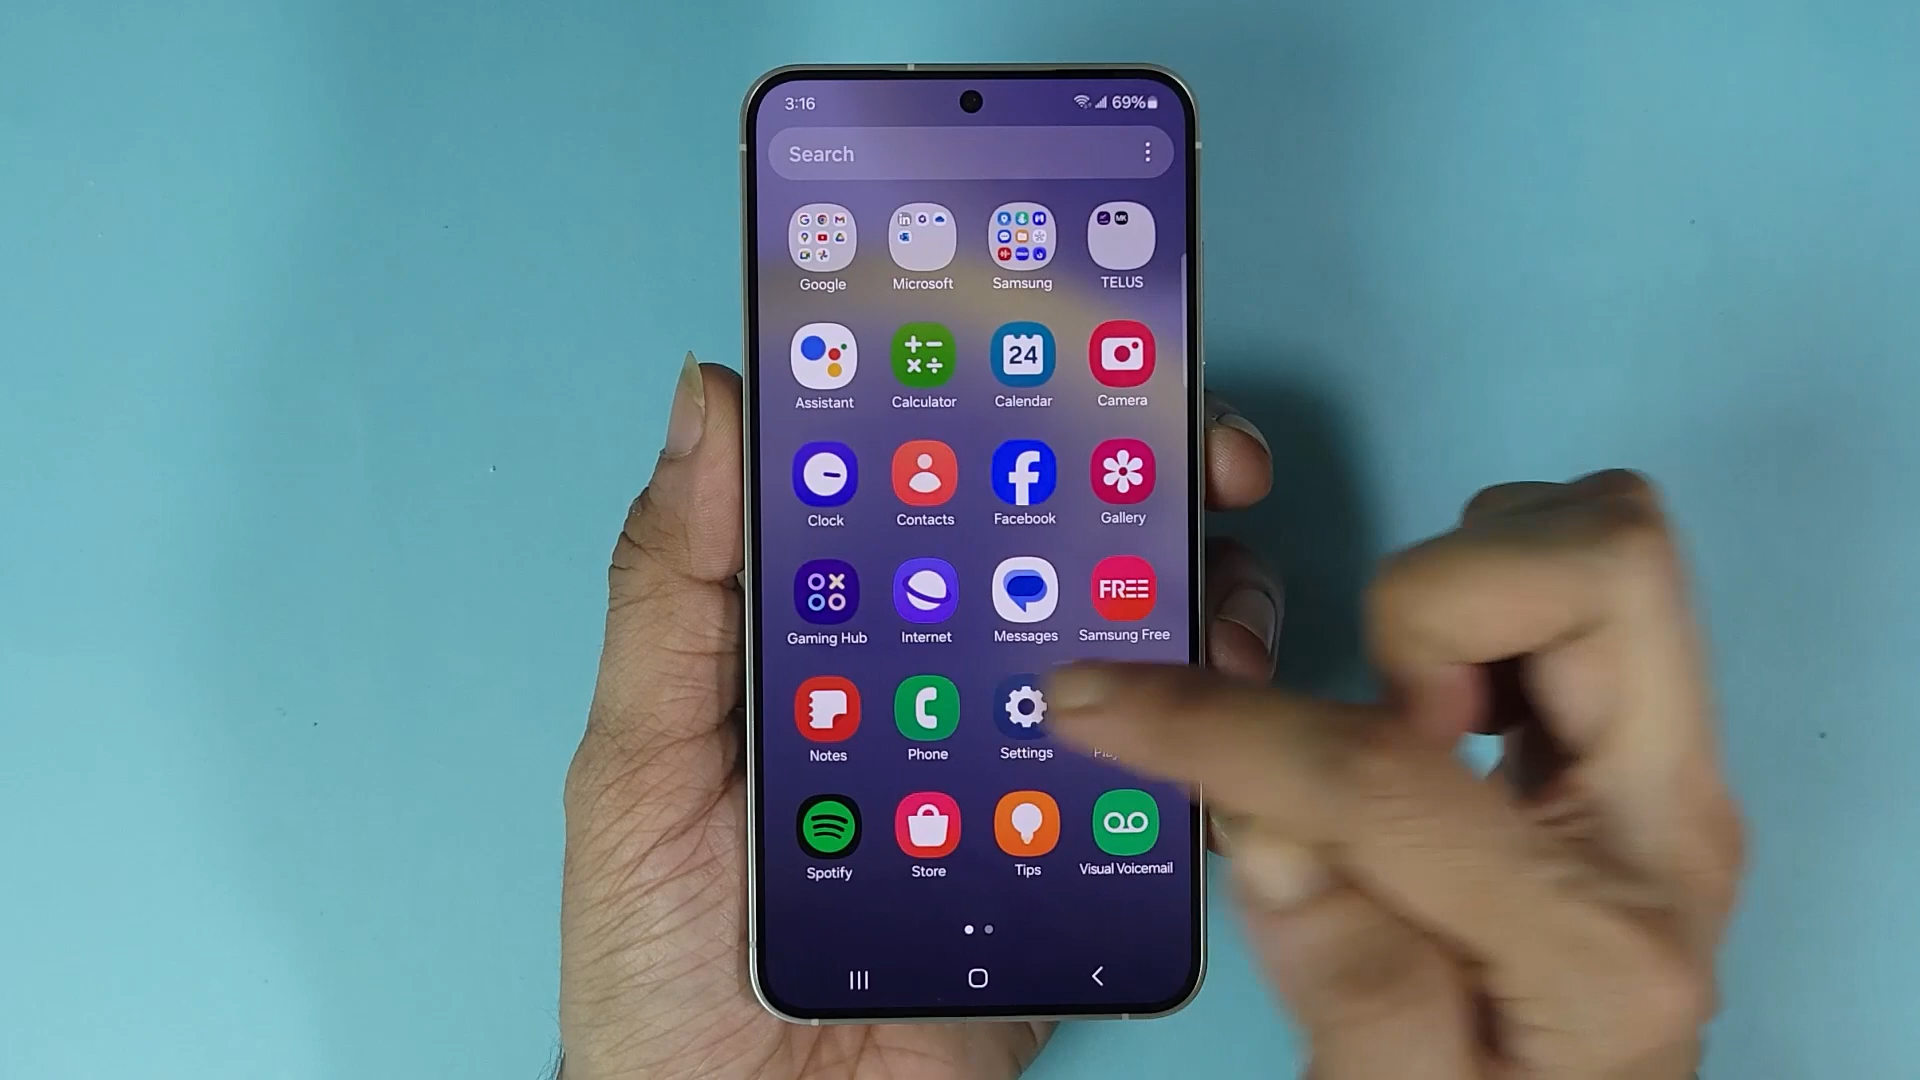 3:16 69%
Search
Google Microsoft Samsung TELUS
Assistant Calculator 24 Calendar Camera
Clock Contacts Facebook Gallery
FREE
Gaming Hub Internet Messages Samsung Free
Notes Phone Settings
Spotify Store Tips Visual Voicemail